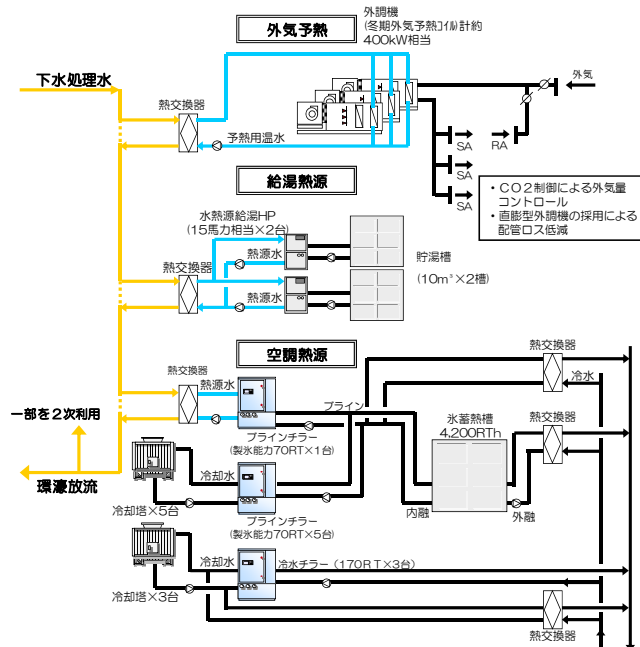 外気予熱
外調機
(冬期外気予熱ｺｲﾙ計約
400kW相当
下水処理水
熱交換器
外気
予熱用温水
SA
RA
SA
SA
・ＣＯ２制御による外気量
コントロール
・直膨型外調機の採用による
配管ロス低減
給湯熱源
水熱源給湯HP
(15馬力相当×2台)
熱源水
熱交換器
熱源水
貯湯槽
(10m³×2槽)
空調熱源
熱交換器
熱源水
ブライン
ブラインチラー
(製氷能力70RT×1台)
熱交換器
冷水
氷蓄熱槽
4,200RTh
熱交換器
一部を２次利用
環濠放流
冷却水
冷却塔×5台
ブラインチラー
(製氷能力70RT×5台)
内融
外融
冷却水
冷水チラー（170ＲＴ×3台）
冷却塔×3台
熱交換器